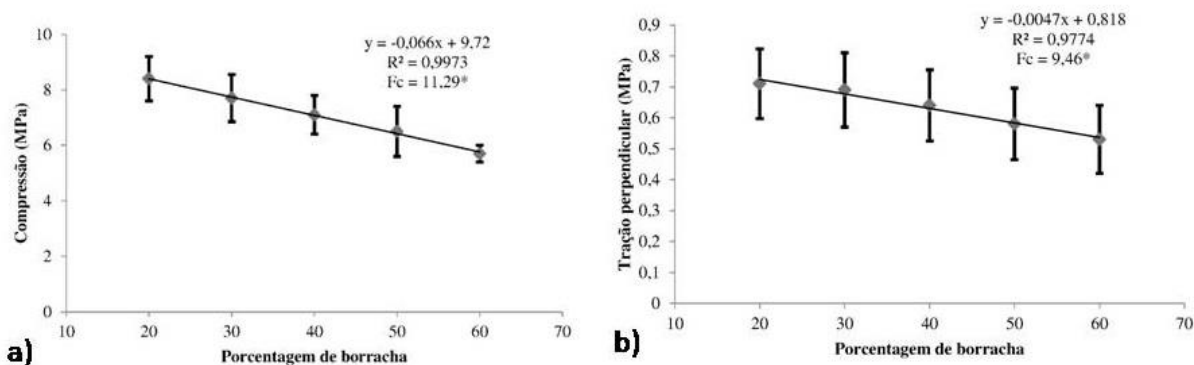 y = -0,066x + 9,72
R² = 0,9973
Fc = 11,29*
Compressão (MPa)
10
8
6
4
2
0
10 20 30 40 50 60 70
Porcentagem de borracha
a)
y = -0,0047x + 0,818
R² = 0,9774
Fc = 9,46*
Tração perpendicular (MPa)
0,9
0,8
0,7
0,6
0,5
0,4
0,3
0,2
0,1
0
10 20 30 40 50 60 70
Porcentagem de borracha
b)